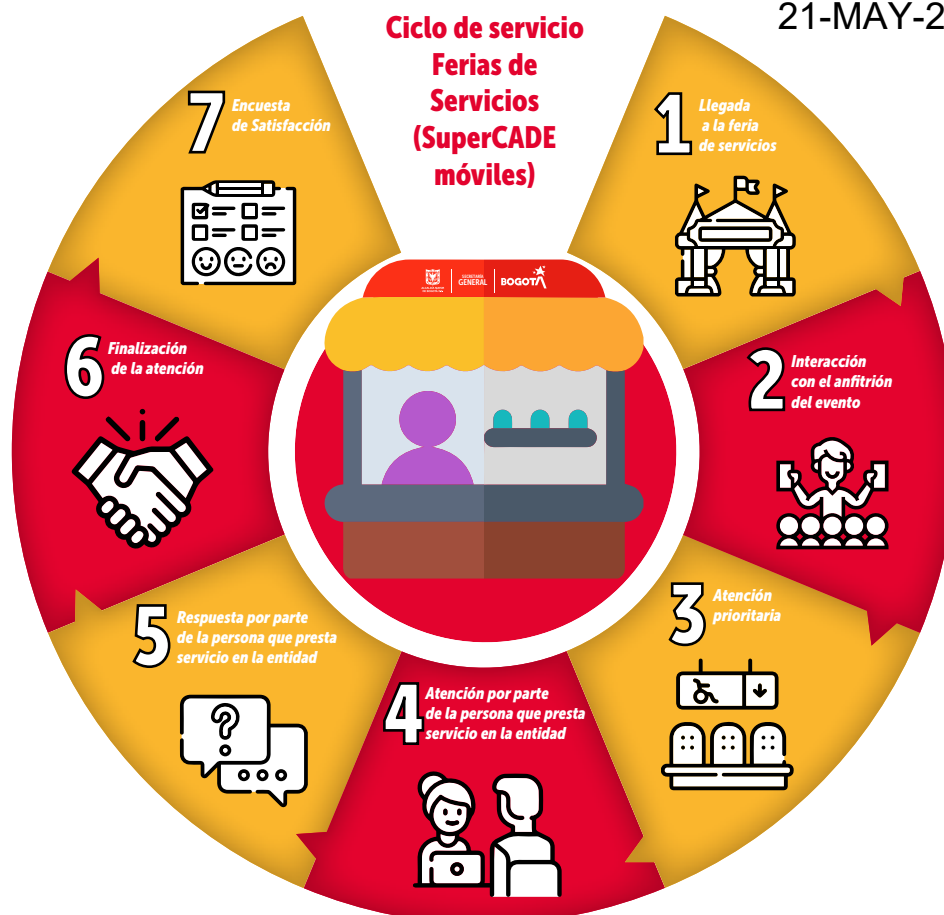 21-MAY-2
Ciclo de servicio
Ferias de
Servicios
(SuperCADE
móviles)
1
Llegada
a la feria
de servicios
2
Interacción
con el anfitrión
del evento
3
Atención
prioritaria
4
Atención por parte
de la persona que presta
servicio en la entidad
5
Respuesta por parte
de la persona que presta
servicio en la entidad
6
Finalización
de la atención
7
Encuesta
de Satisfacción
SECRETARÍA
GENERAL
BOGOTÁ